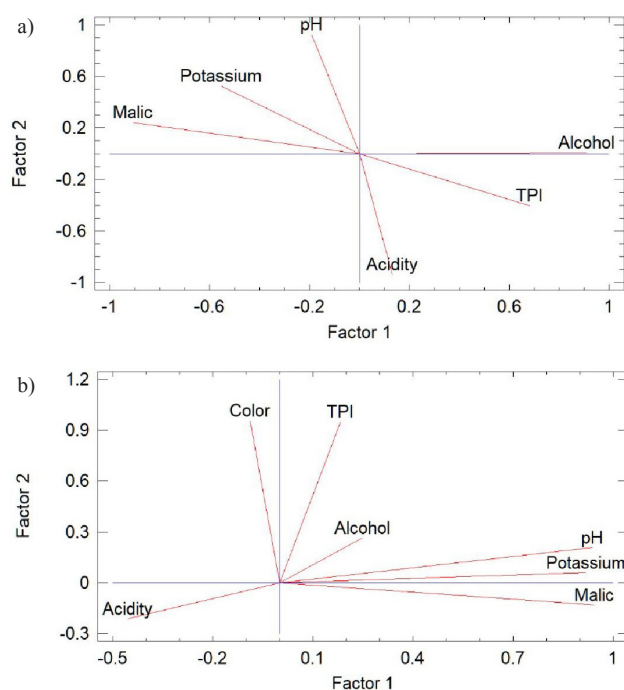 a)
1
0.6
0.2
-0.2
-0.6
-1
Factor 2
pH
Potassium
Malic
Alcohol
TPI
Acidity
-1
-0.6
-0.2
0.2
0.6
1
Factor 1
b)
1.2
0.9
0.6
0.3
0
-0.3
Factor 2
Color
TPI
Alcohol
pH
Potassium
Malic
Acidity
-0.5
-0.2
0.1
0.4
0.7
1
Factor 1